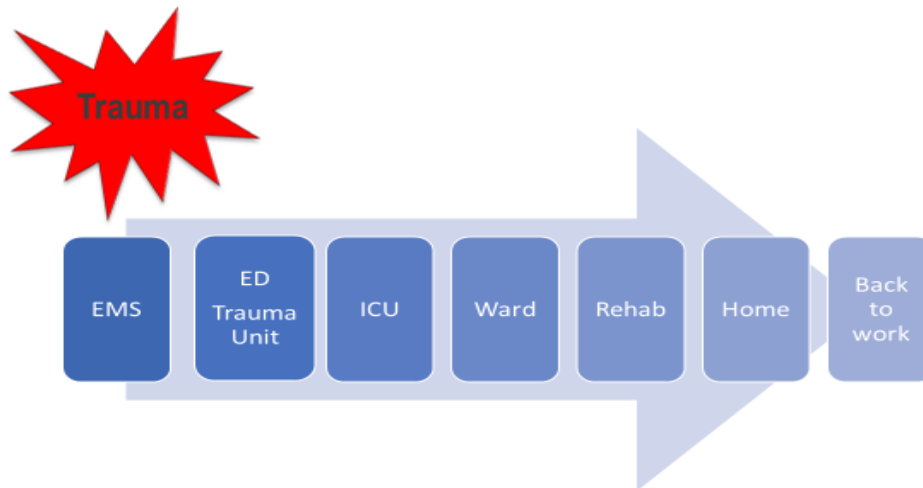 Trauma
EMS
ED
Trauma
Unit
ICU
Ward
Rehab
Home
Back
to
work